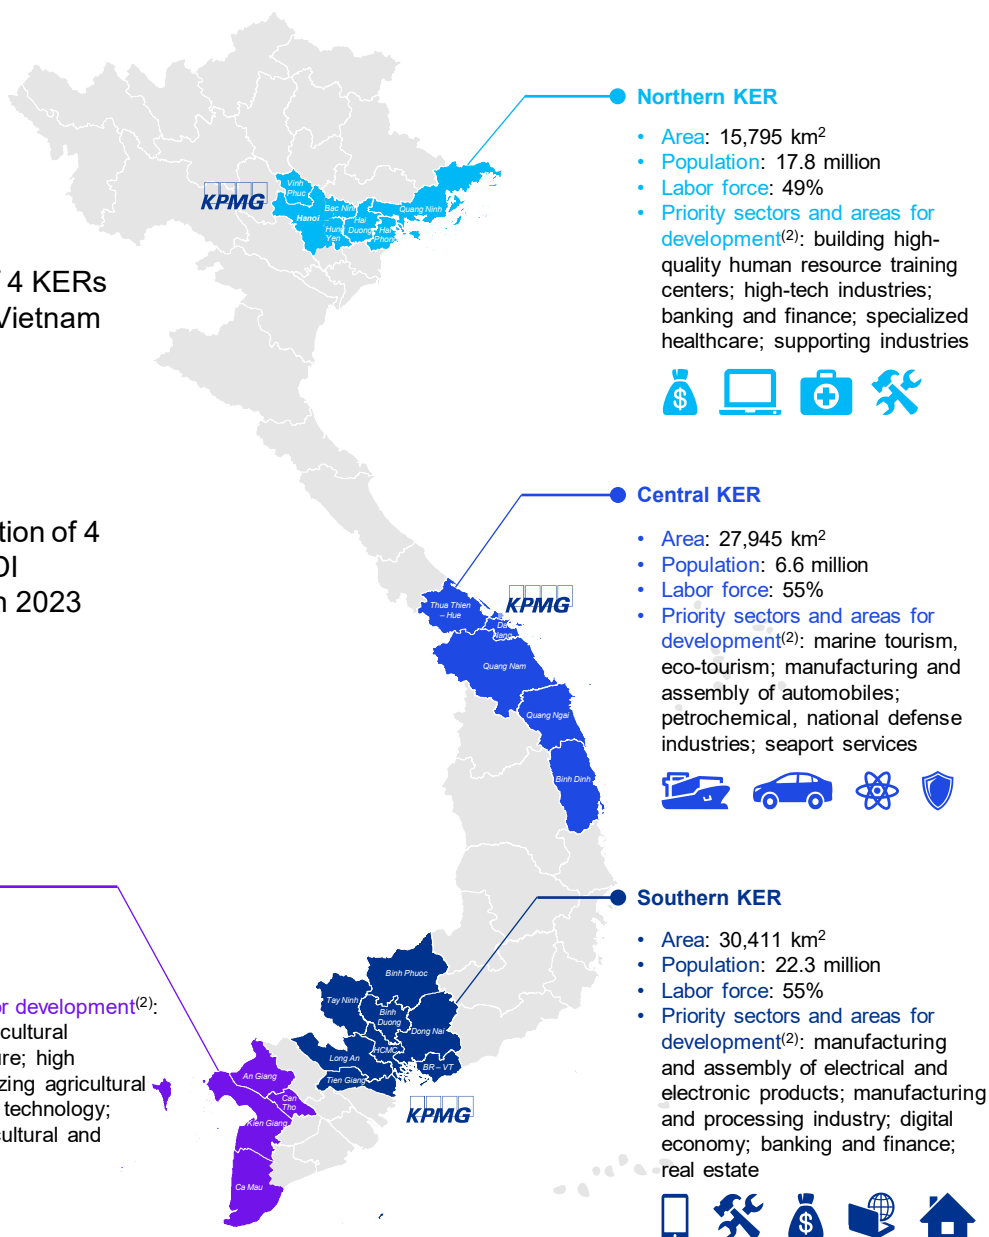 Northern KER
• Area: 15,795 km²
• Population: 17.8 million
• Labor force: 49%
• Priority sectors and areas for
development(2): building high-
quality human resource training
centers; high-tech industries;
banking and finance; specialized
healthcare; supporting industries
KPMG
Vinh
Phuc
Bac Ninh
Quang Ninh
Hanoi
Hai
Duong
Hung
Yen
Hai
Phong
4 KERs
Vietnam
Central KER
• Area: 27,945 km²
• Population: 6.6 million
• Labor force: 55%
• Priority sectors and areas for
development(2): marine tourism,
eco-tourism; manufacturing and
assembly of automobiles;
petrochemical, national defense
industries; seaport services
tion of 4
DI
n 2023
KPMG
Thua Thien
– Hue
Da
Nang
Quang Nam
Quang Ngai
Binh Dinh
Southern KER
• Area: 30,411 km²
• Population: 22.3 million
• Labor force: 55%
• Priority sectors and areas for
development(2): manufacturing
and assembly of electrical and
electronic products; manufacturing
and processing industry; digital
economy; banking and finance;
real estate
Binh Phuoc
Tay Ninh
Binh
Duong
Dong Nai
HCMC
Long An
BR – VT
Tien Giang
KPMG
or development(2):
cultural
ure; high
zing agricultural
technology;
cultural and
An Giang
Can
Tho
Kien Giang
Ca Mau